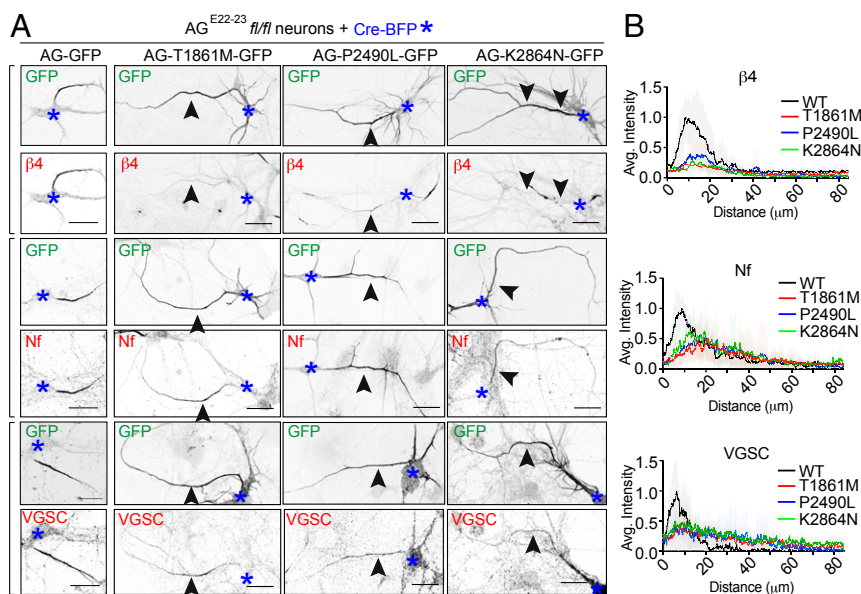 A
AG E22-23 fl/fl neurons + Cre-BFP *
AG-GFP AG-T1861M-GFP AG-P2490L-GFP AG-K2864N-GFP
GFP GFP GFP GFP
β4 β4 β4 β4
GFP GFP GFP GFP
Nf Nf Nf Nf
GFP GFP GFP GFP
VGSC VGSC VGSC VGSC
B
β4
Avg. Intensity
1.5
1.0
0.5
0
WT
T1861M
P2490L
K2864N
0 20 40 60 80
Distance (μm)
Nf
Avg. Intensity
1.5
1.0
0.5
0
WT
T1861M
P2490L
K2864N
0 20 40 60 80
Distance (μm)
VGSC
Avg. Intensity
1.5
1.0
0.5
0
WT
T1861M
P2490L
K2864N
0 20 40 60 80
Distance (μm)